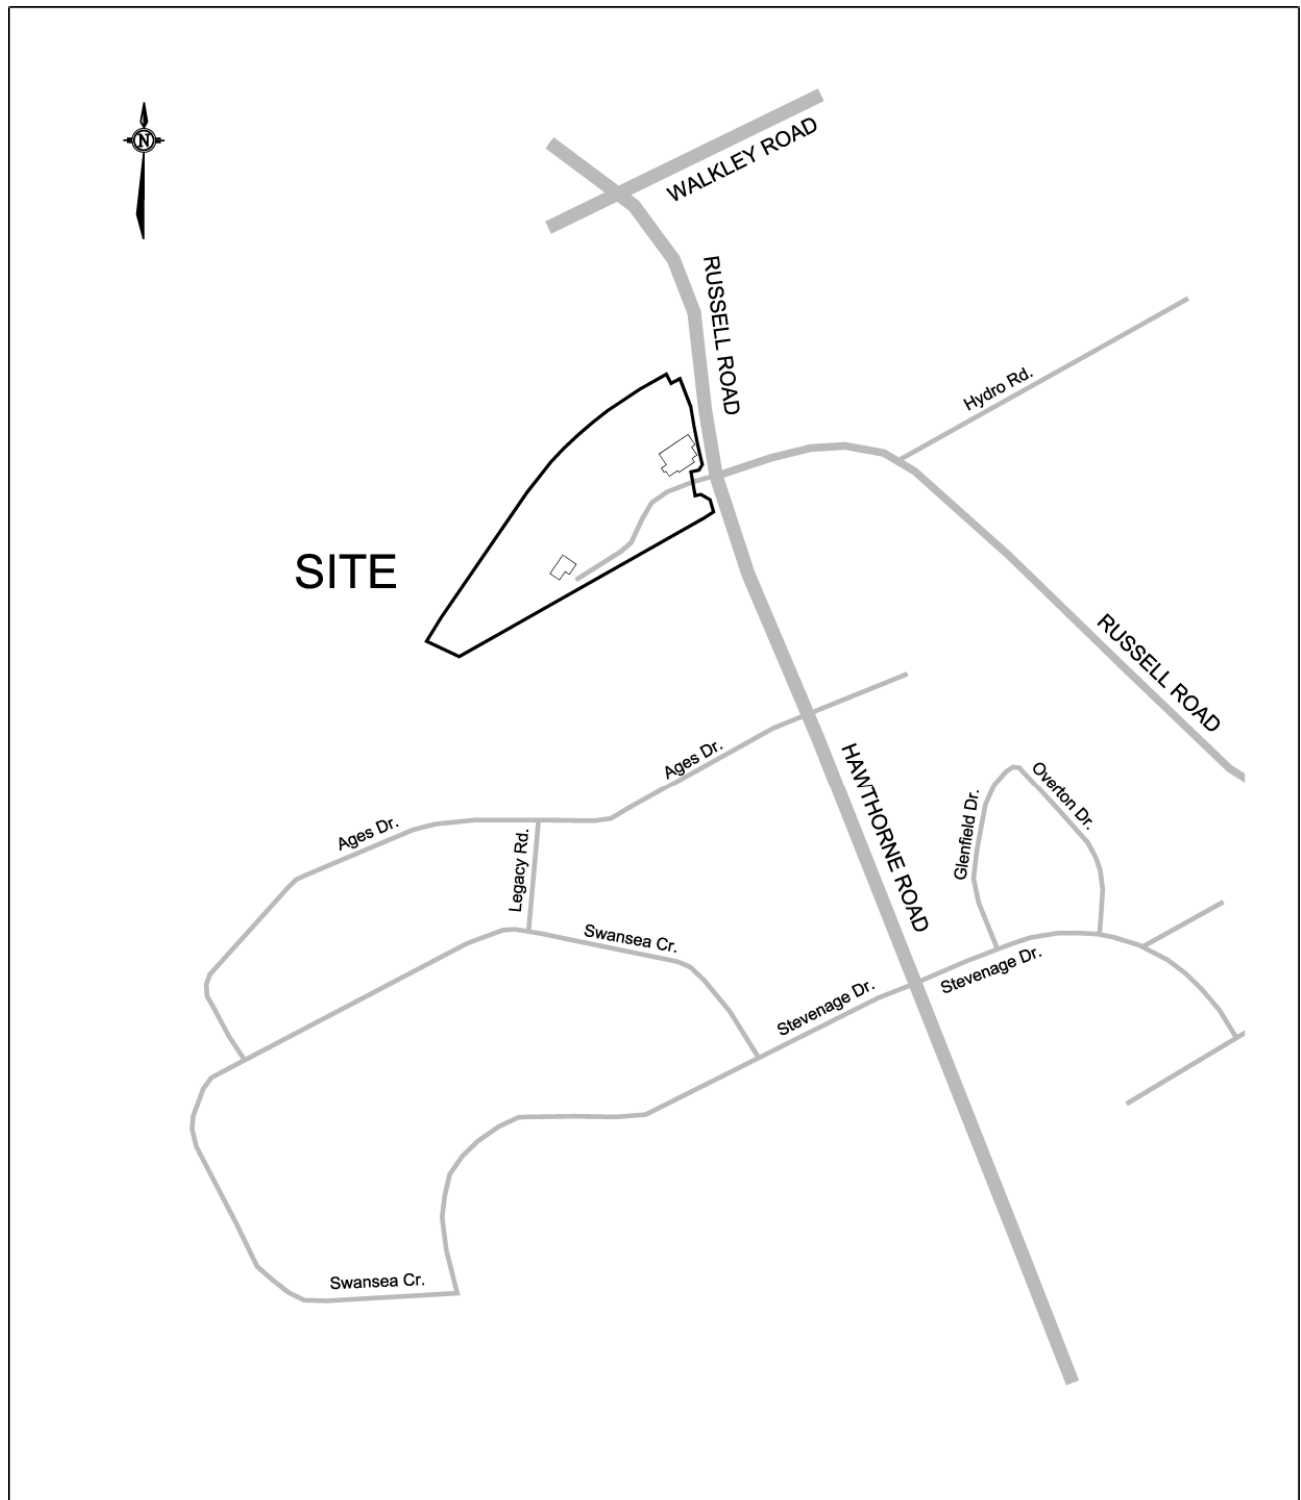 N
WALKLEY ROAD
RUSSELL ROAD
Hydro Rd.
SITE
RUSSELL ROAD
Ages Dr.
HAWTHORNE ROAD
Overton Dr.
Glenfield Dr.
Ages Dr.
Legacy Rd.
Swansea Cr.
Stevenage Dr.
Stevenage Dr.
Swansea Cr.